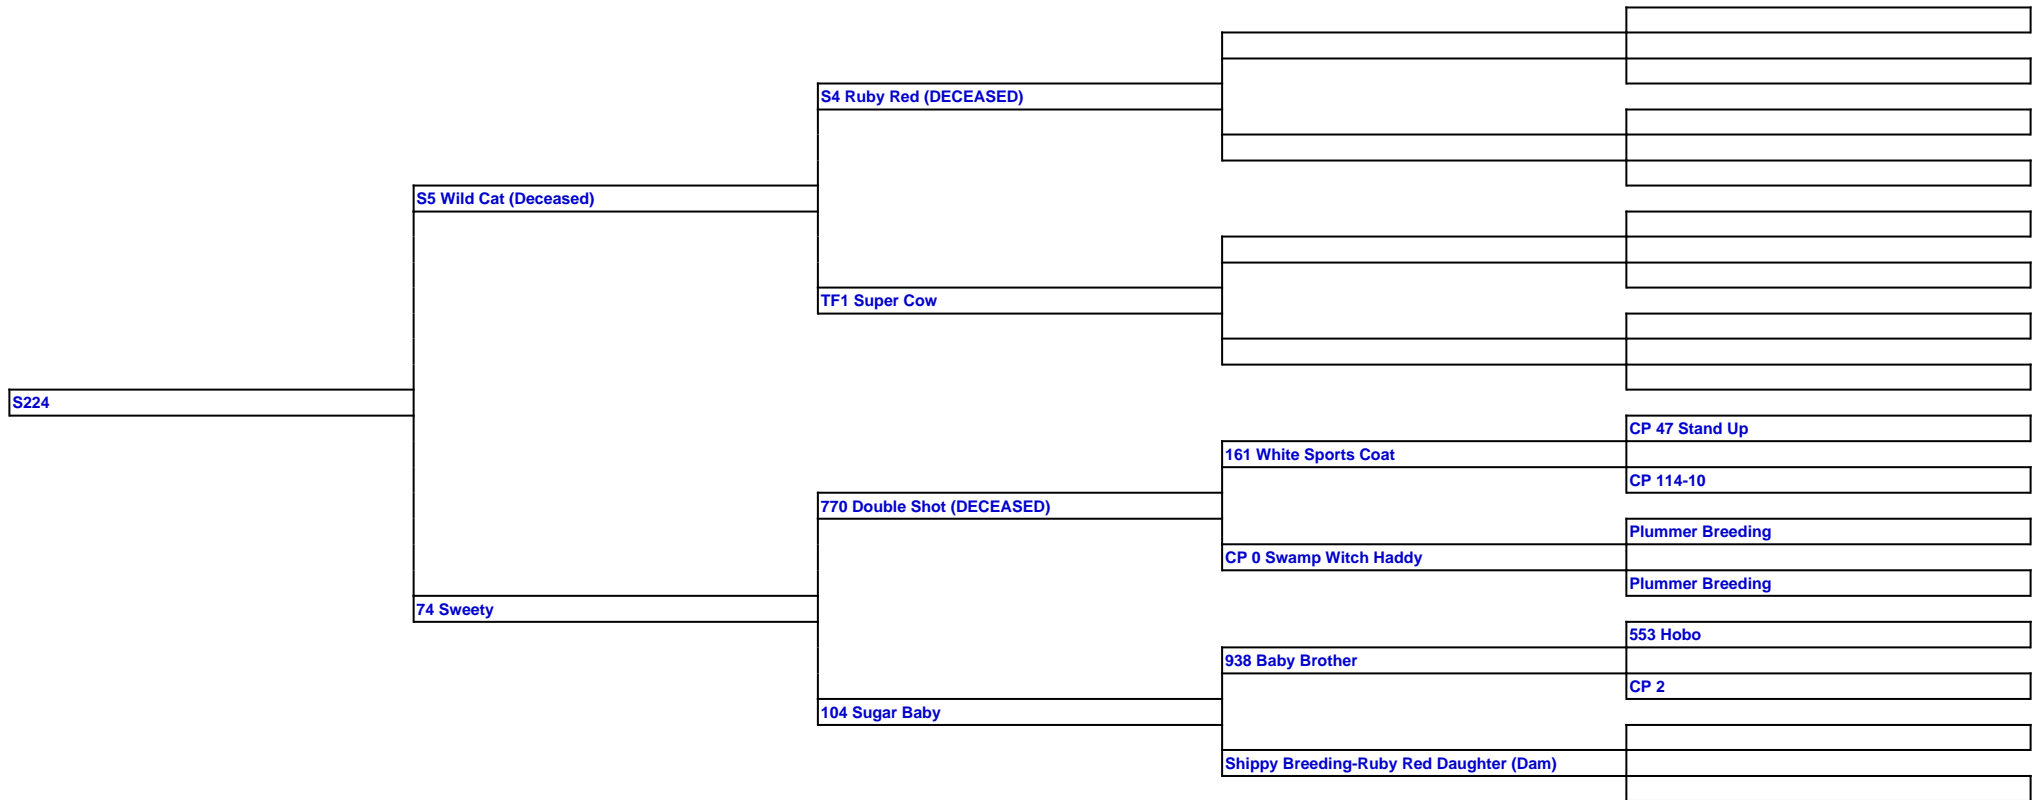 S4 Ruby Red (DECEASED)
S5 Wild Cat (Deceased)
TF1 Super Cow
S224
CP 47 Stand Up
161 White Sports Coat
CP 114-10
770 Double Shot (DECEASED)
Plummer Breeding
CP 0 Swamp Witch Haddy
Plummer Breeding
74 Sweety
553 Hobo
938 Baby Brother
CP 2
104 Sugar Baby
Shippy Breeding-Ruby Red Daughter (Dam)